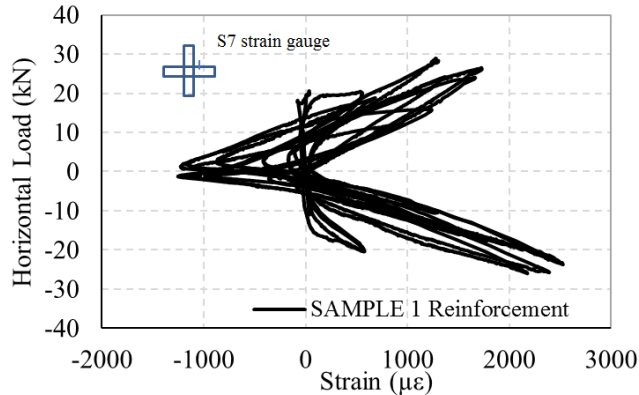 S7 strain gauge
Horizontal Load (kN)
40
30
20
10
0
-10
-20
-30
-40
SAMPLE 1 Reinforcement
-2000 -1000 0 1000 2000 3000
Strain (με)